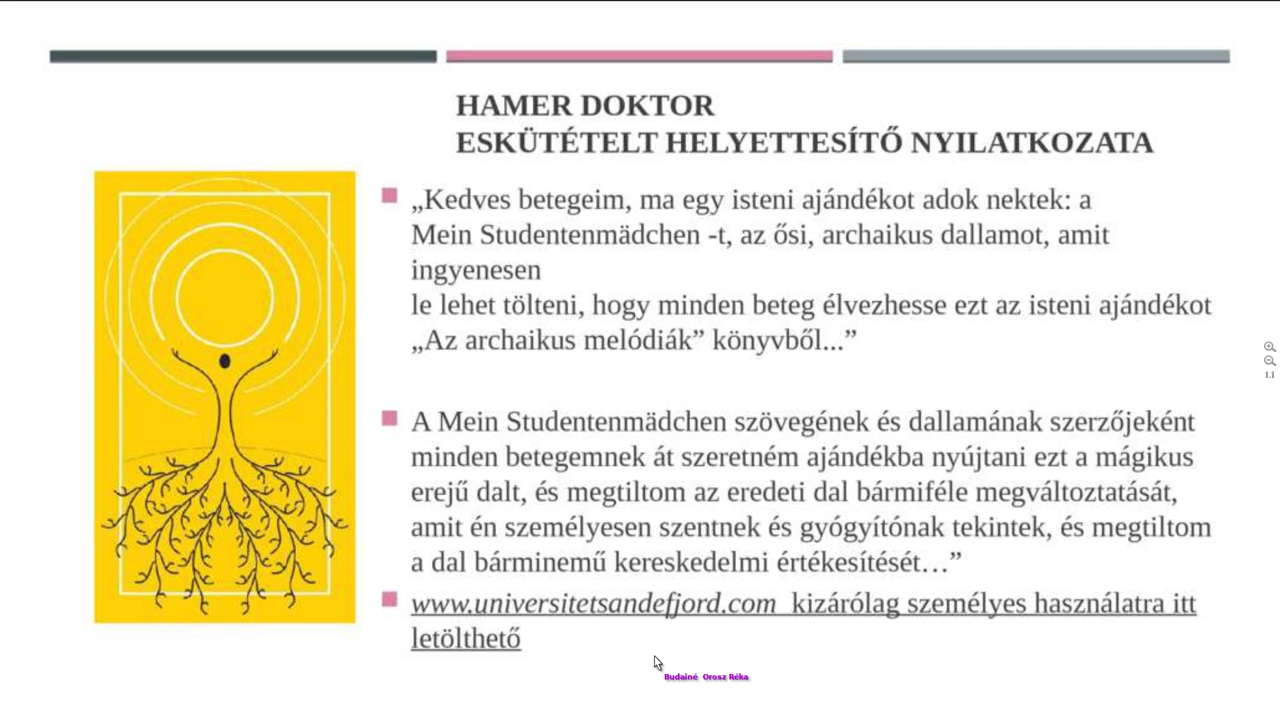 HAMER DOKTOR
ESKÜTÉTELT HELYETTESÍTŐ NYILATKOZATA
„Kedves betegeim, ma egy isteni ajándékot adok nektek: a
Mein Studentenmädchen -t, az ősi, archaikus dallamot, amit
ingyenesen
le lehet tölteni, hogy minden beteg élvezhesse ezt az isteni ajándékot
„Az archaikus melódiák” könyvből...”
A Mein Studentenmädchen szövegének és dallamának szerzőjeként
minden betegemnek át szeretném ajándékba nyújtani ezt a mágikus
erejű dalt, és megtiltom az eredeti dal bármiféle megváltoztatását,
amit én személyesen szentnek és gyógyítónak tekintek, és megtiltom
a dal bárminemű kereskedelmi értékesítését…”
www.universitetsandefjord.com kizárólag személyes használatra itt
letölthető
Budainé Orosz Réka
1:1